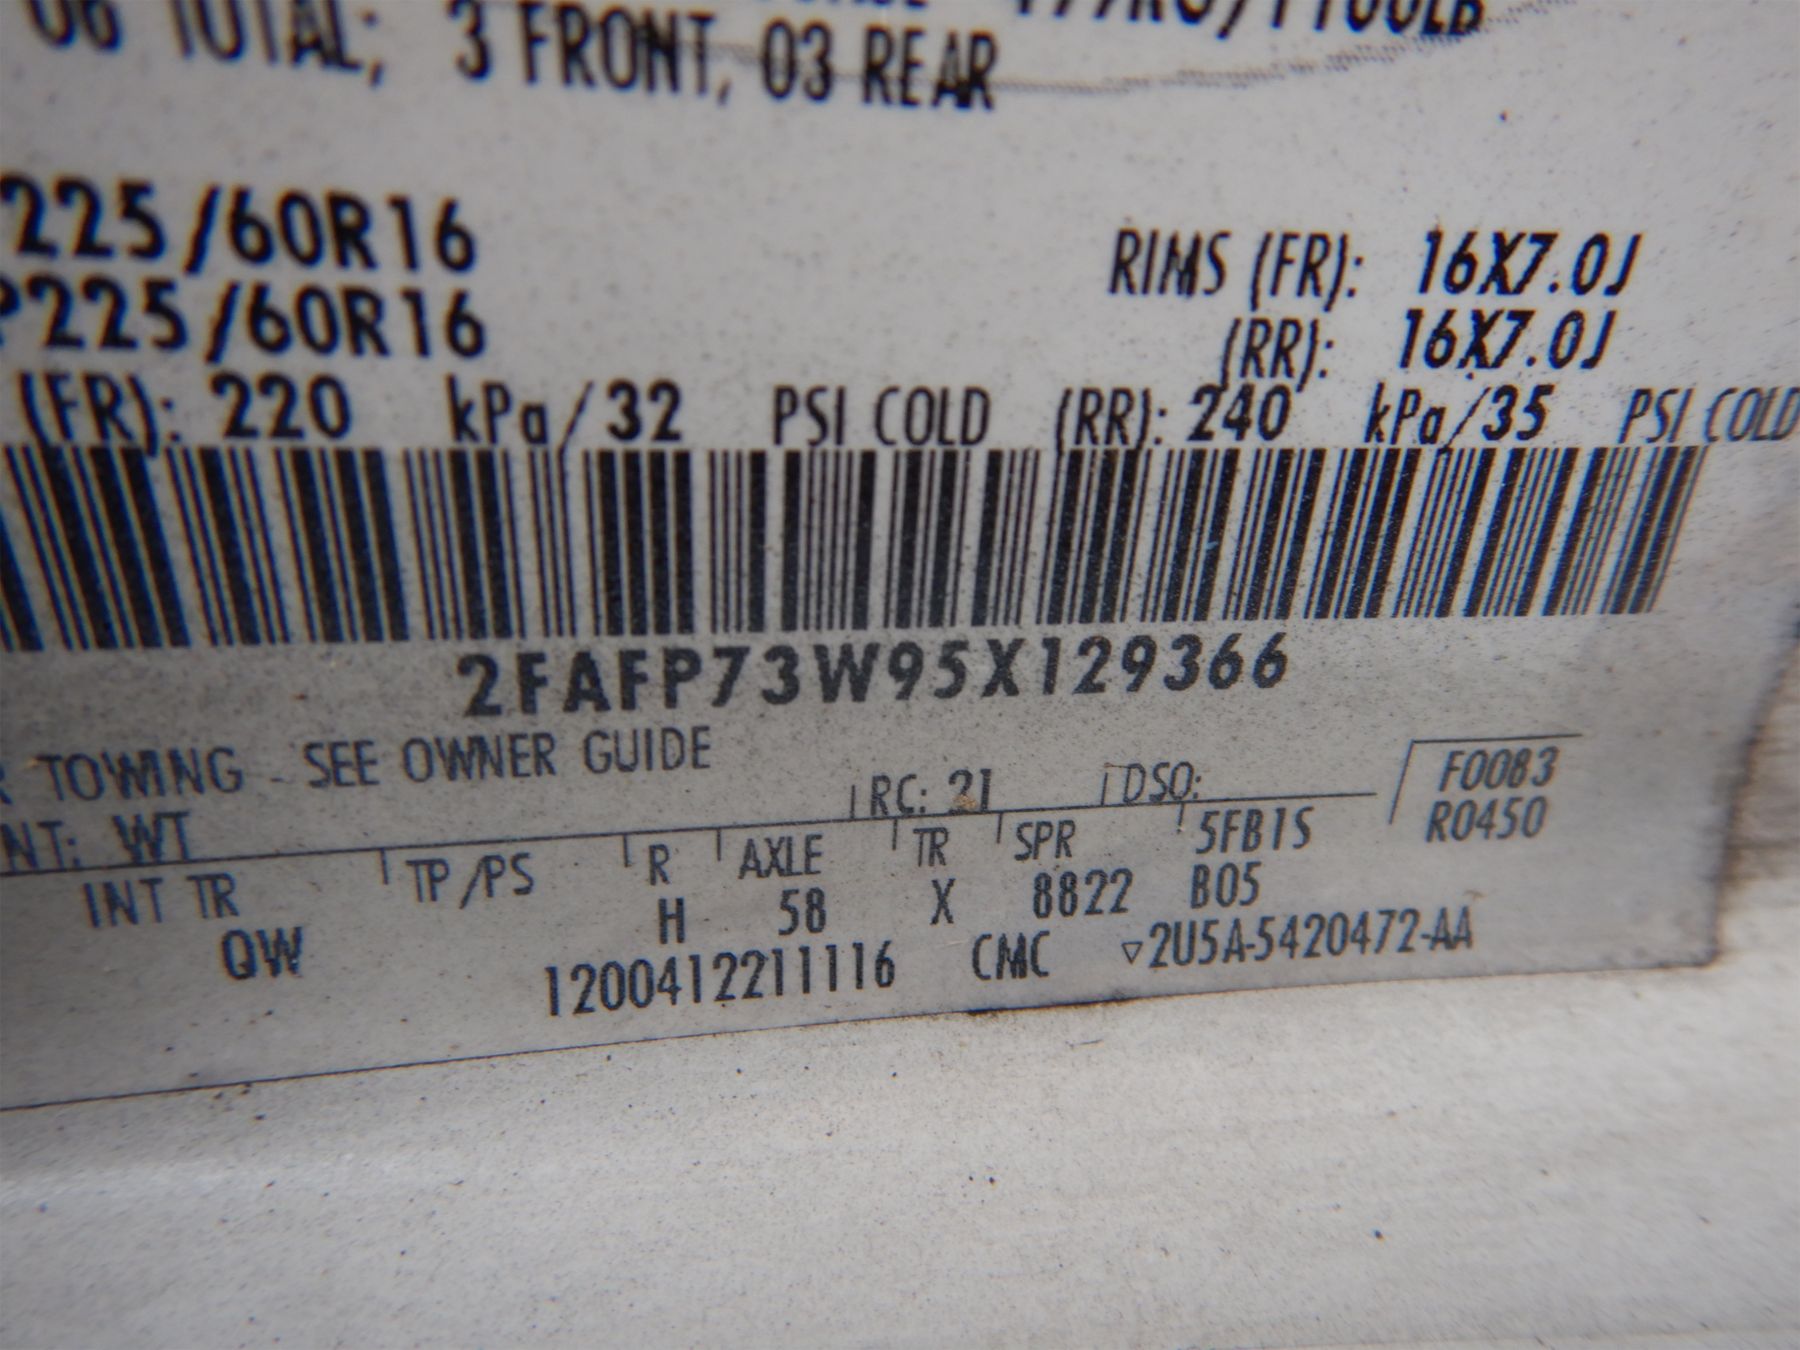 06 TOTAL; 3 FRONT, 03 REAR
225/60R16 RIMS (FR): 16X7.0J
P225/60R16 (RR): 16X7.0J
(FR): 220 kPa/32 PSI COLD (RR): 240 kPa/35 PSI COLD
2FAFP73W95X129366
R TOWING - SEE OWNER GUIDE
NT: WT RC: 21 DSO: F0083
INT TR TP/PS R AXLE TR SPR 5FB1S R0450
QW H 58 X 8822 B05
1200412211116 CMC ▿2U5A-5420472-AA